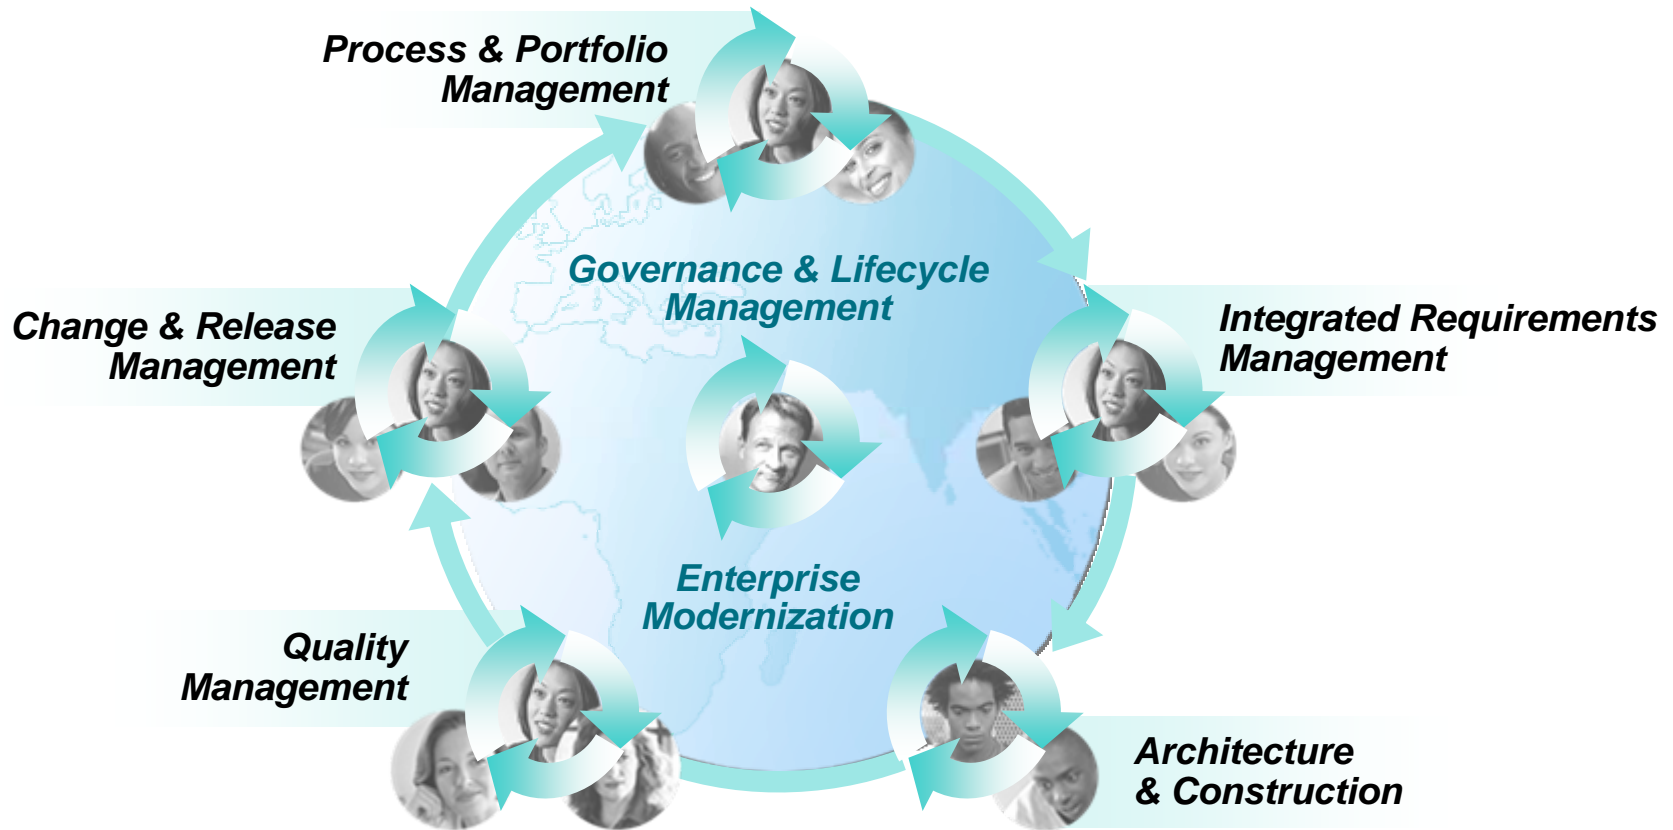 Process & Portfolio
Management
Governance & Lifecycle
Management
Change & Release
Management
Integrated Requirements
Management
Enterprise
Modernization
Quality
Management
Architecture
& Construction